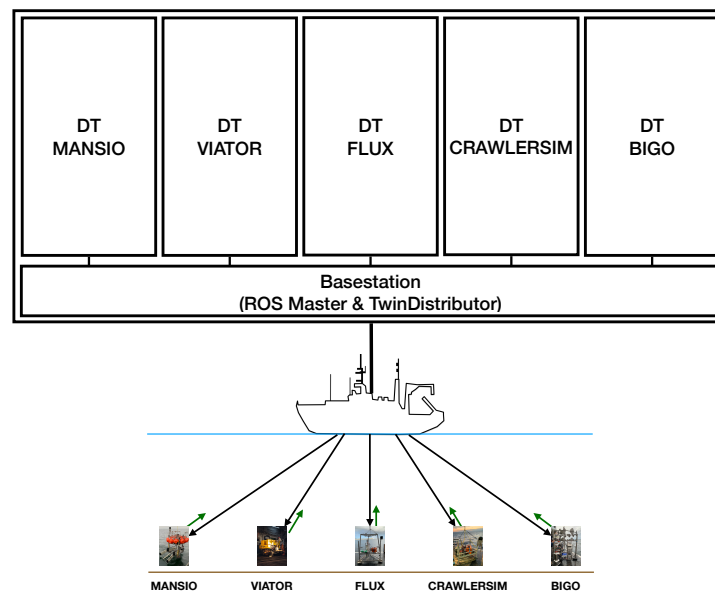 DT
MANSIO
DT
VIATOR
DT
FLUX
DT
CRAWLERSIM
DT
BIGO
Basestation
(ROS Master & TwinDistributor)
MANSIO
VIATOR
FLUX
CRAWLERSIM
BIGO